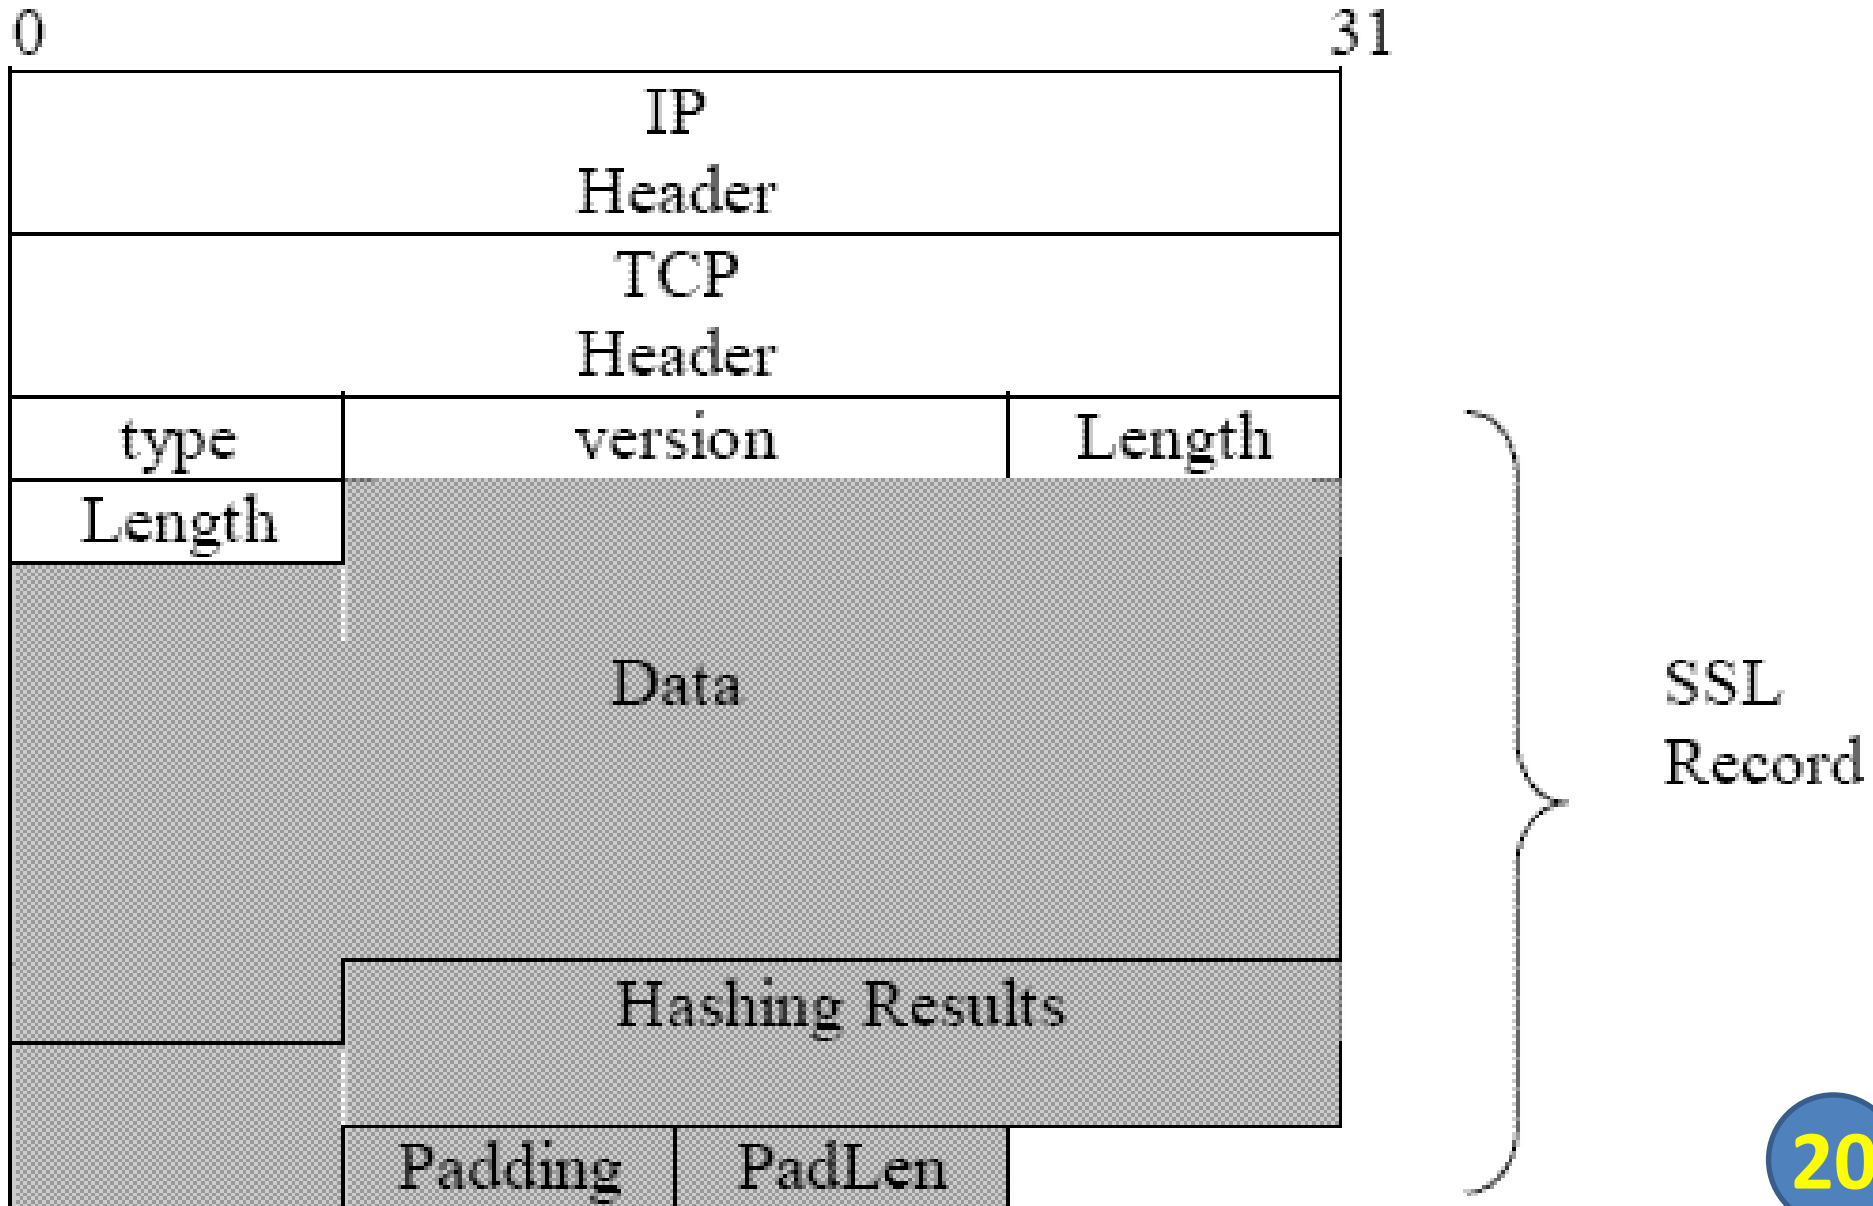 0 31
IP
Header
TCP
Header
type version Length
Length
Data
SSL
Record
Hashing Results
Padding PadLen
20